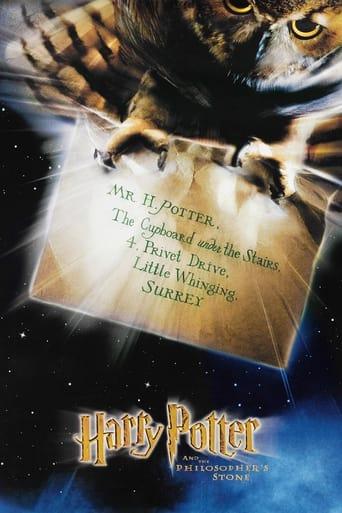 MR. H. POTTER,
The Cupboard under the Stairs,
4, Privet Drive,
Little Whinging,
SURREY
Harry Potter
AND THE
PHILOSOPHER'S
STONE